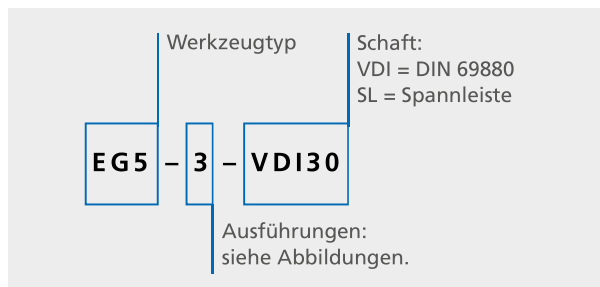 Werkzeugtyp
Schaft:
VDI = DIN 69880
SL = Spannleiste
EG5 – 3 – VDI30
Ausführungen:
siehe Abbildungen.